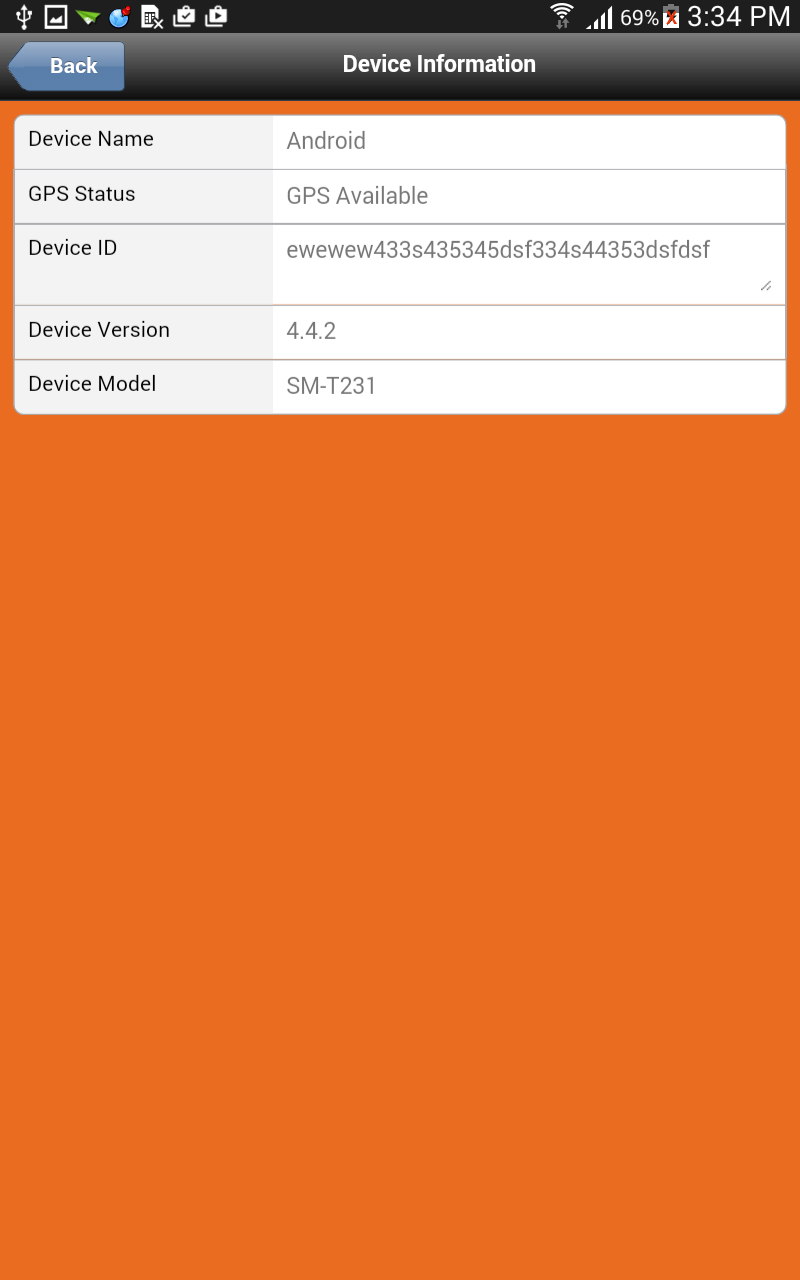 69% 3:34 PM
Back Device Information
Device Name Android
GPS Status GPS Available
Device ID ewewew433s435345dsf334s44353dsfdsf
Device Version 4.4.2
Device Model SM-T231